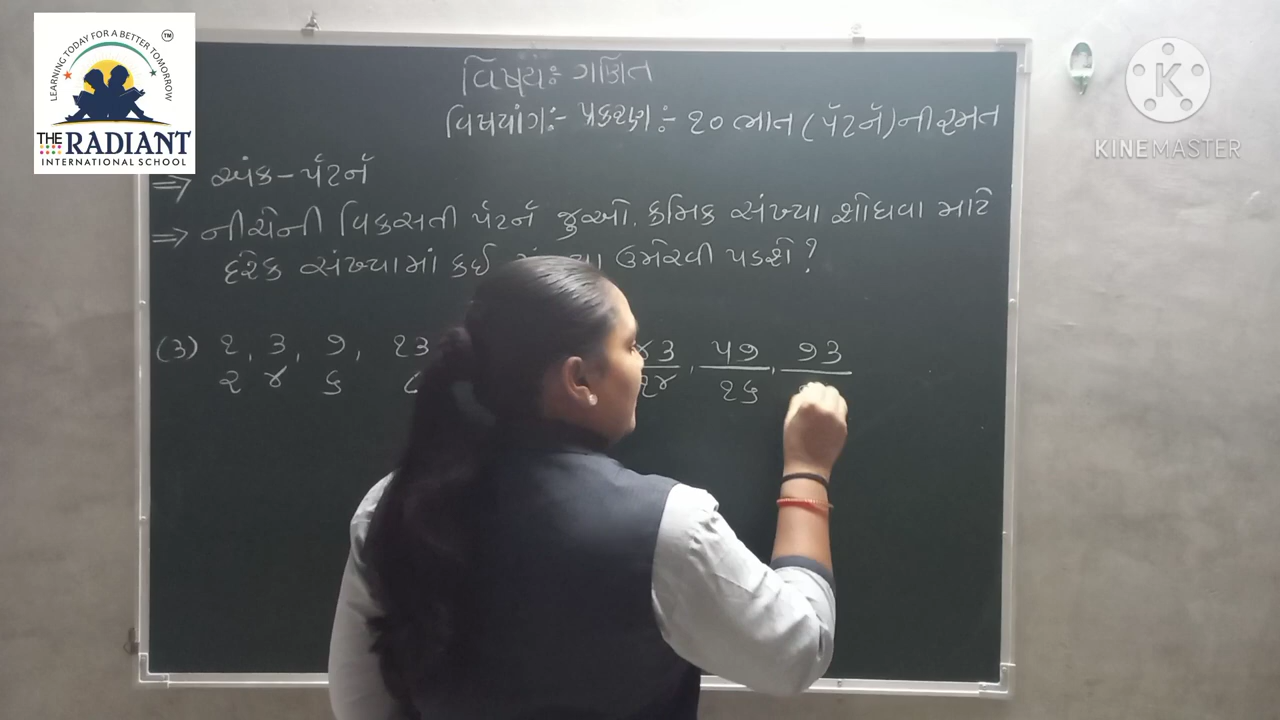 LEARNING TODAY FOR A BETTER TOMORROW
TM
THE RADIANT
INTERNATIONAL SCHOOL
K
KINEMASTER
વિષયઃ ગણિત
વિષયાંગઃ- પ્રકરણઃ- ૧૦ ભાત (પૅટર્ન) ની રમત
⇒ અંક-પૅટર્ન
⇒ નીચેની વિકસતી પૅટર્ન જુઓ. ક્રમિક સંખ્યા શોધવા માટે
દરેક સંખ્યામાં કઈ ઉમેરવી પડશે?
(૩) ૧, ૩, ૭, ૧૩ ૪૩, ૫૭, ૭૩
૨ ૪ ૬ ૮ ૧૪ ૧૬